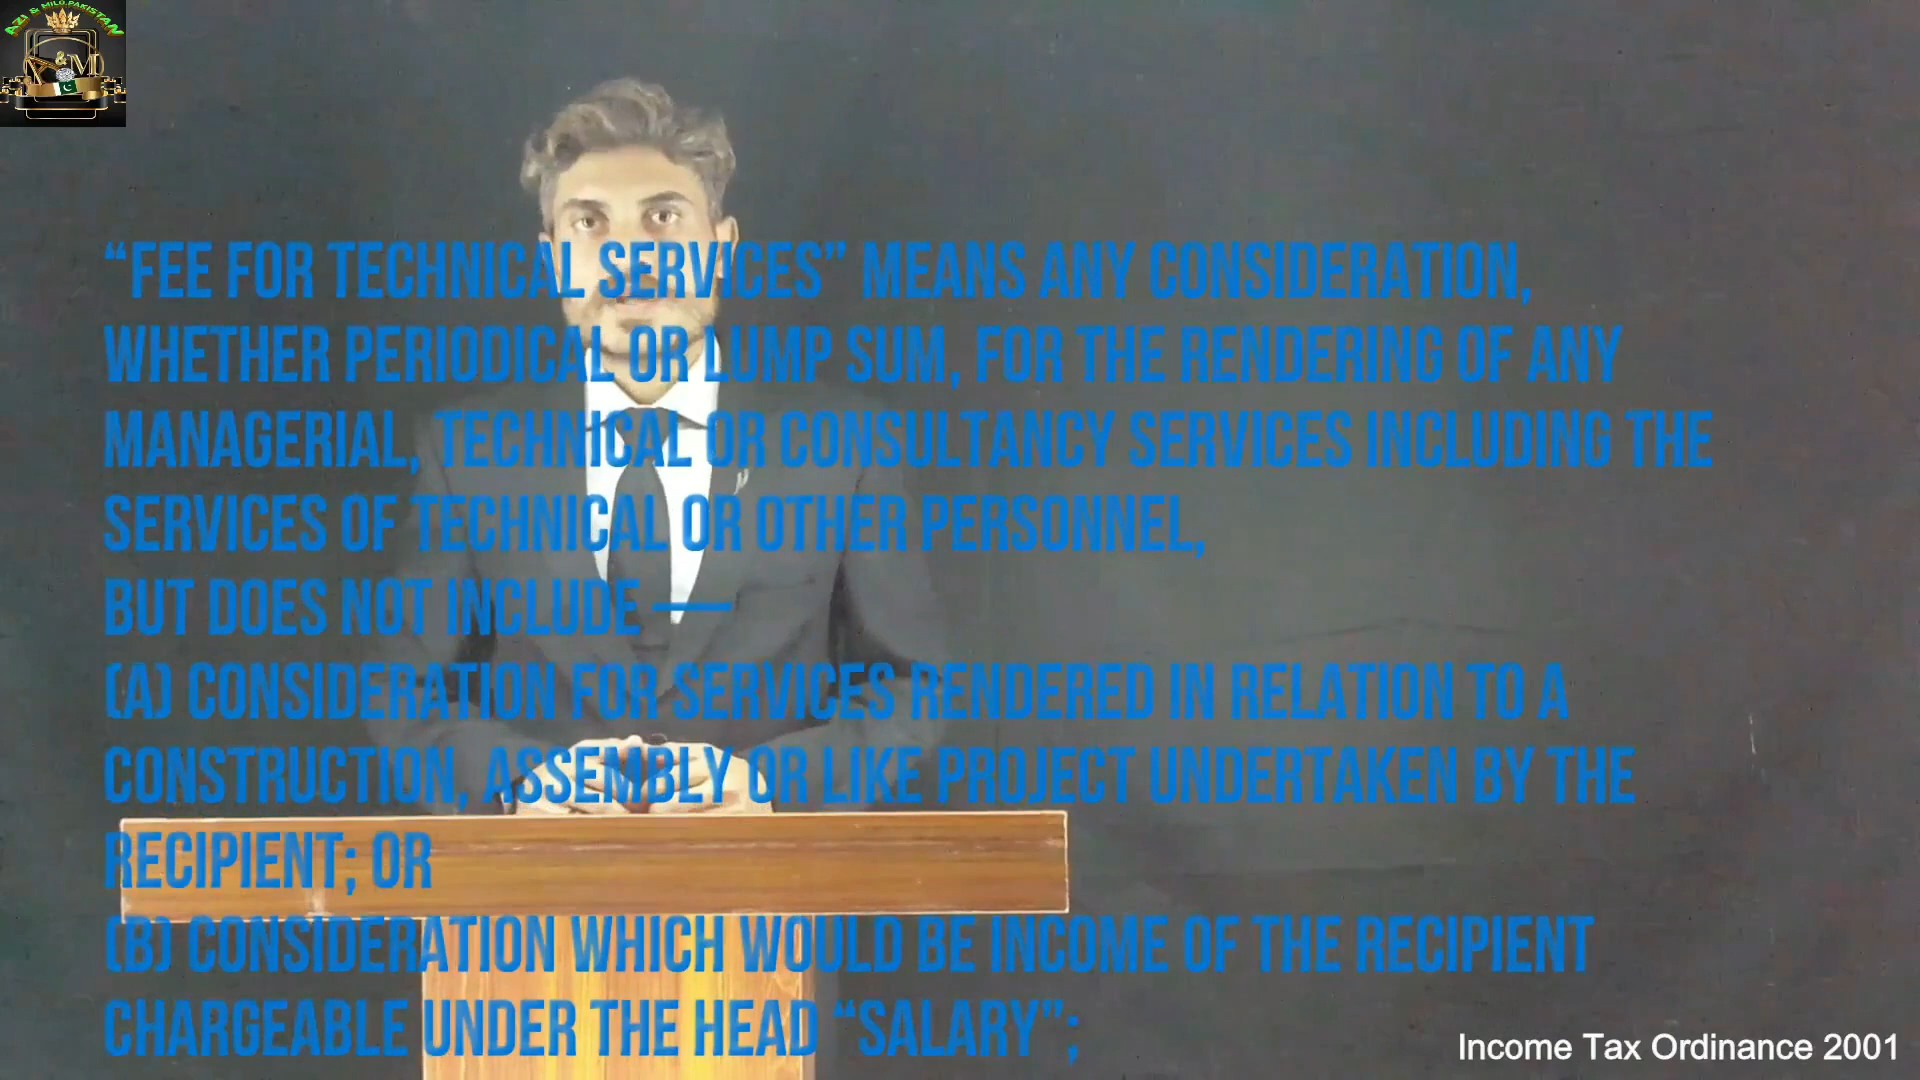 AZI & MILO PAKISTAN
A&M
“FEE FOR TECHNICAL SERVICES” MEANS ANY CONSIDERATION,
WHETHER PERIODICAL OR LUMP SUM, FOR THE RENDERING OF ANY
MANAGERIAL, TECHNICAL OR CONSULTANCY SERVICES INCLUDING THE
SERVICES OF TECHNICAL OR OTHER PERSONNEL,
BUT DOES NOT INCLUDE —
(A) CONSIDERATION FOR SERVICES RENDERED IN RELATION TO A
CONSTRUCTION, ASSEMBLY OR LIKE PROJECT UNDERTAKEN BY THE
RECIPIENT; OR
(B) CONSIDERATION WHICH WOULD BE INCOME OF THE RECIPIENT
CHARGEABLE UNDER THE HEAD “SALARY”;
Income Tax Ordinance 2001